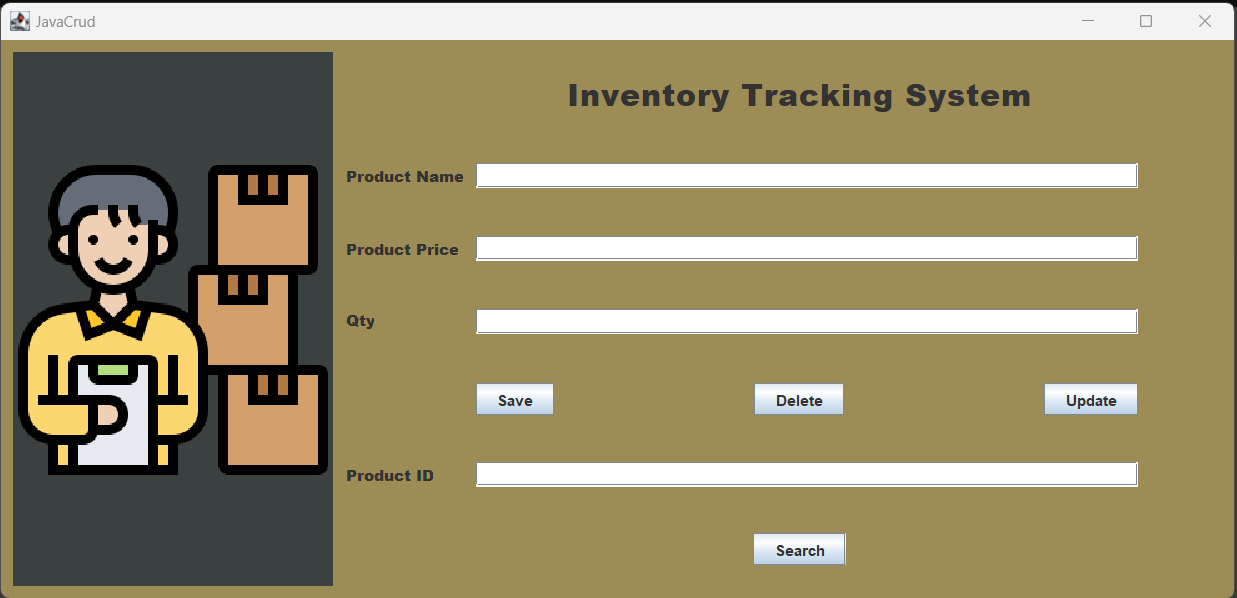 JavaCrud
Inventory Tracking System
Product Name
Product Price
Qty
Save Delete Update
Product ID
Search